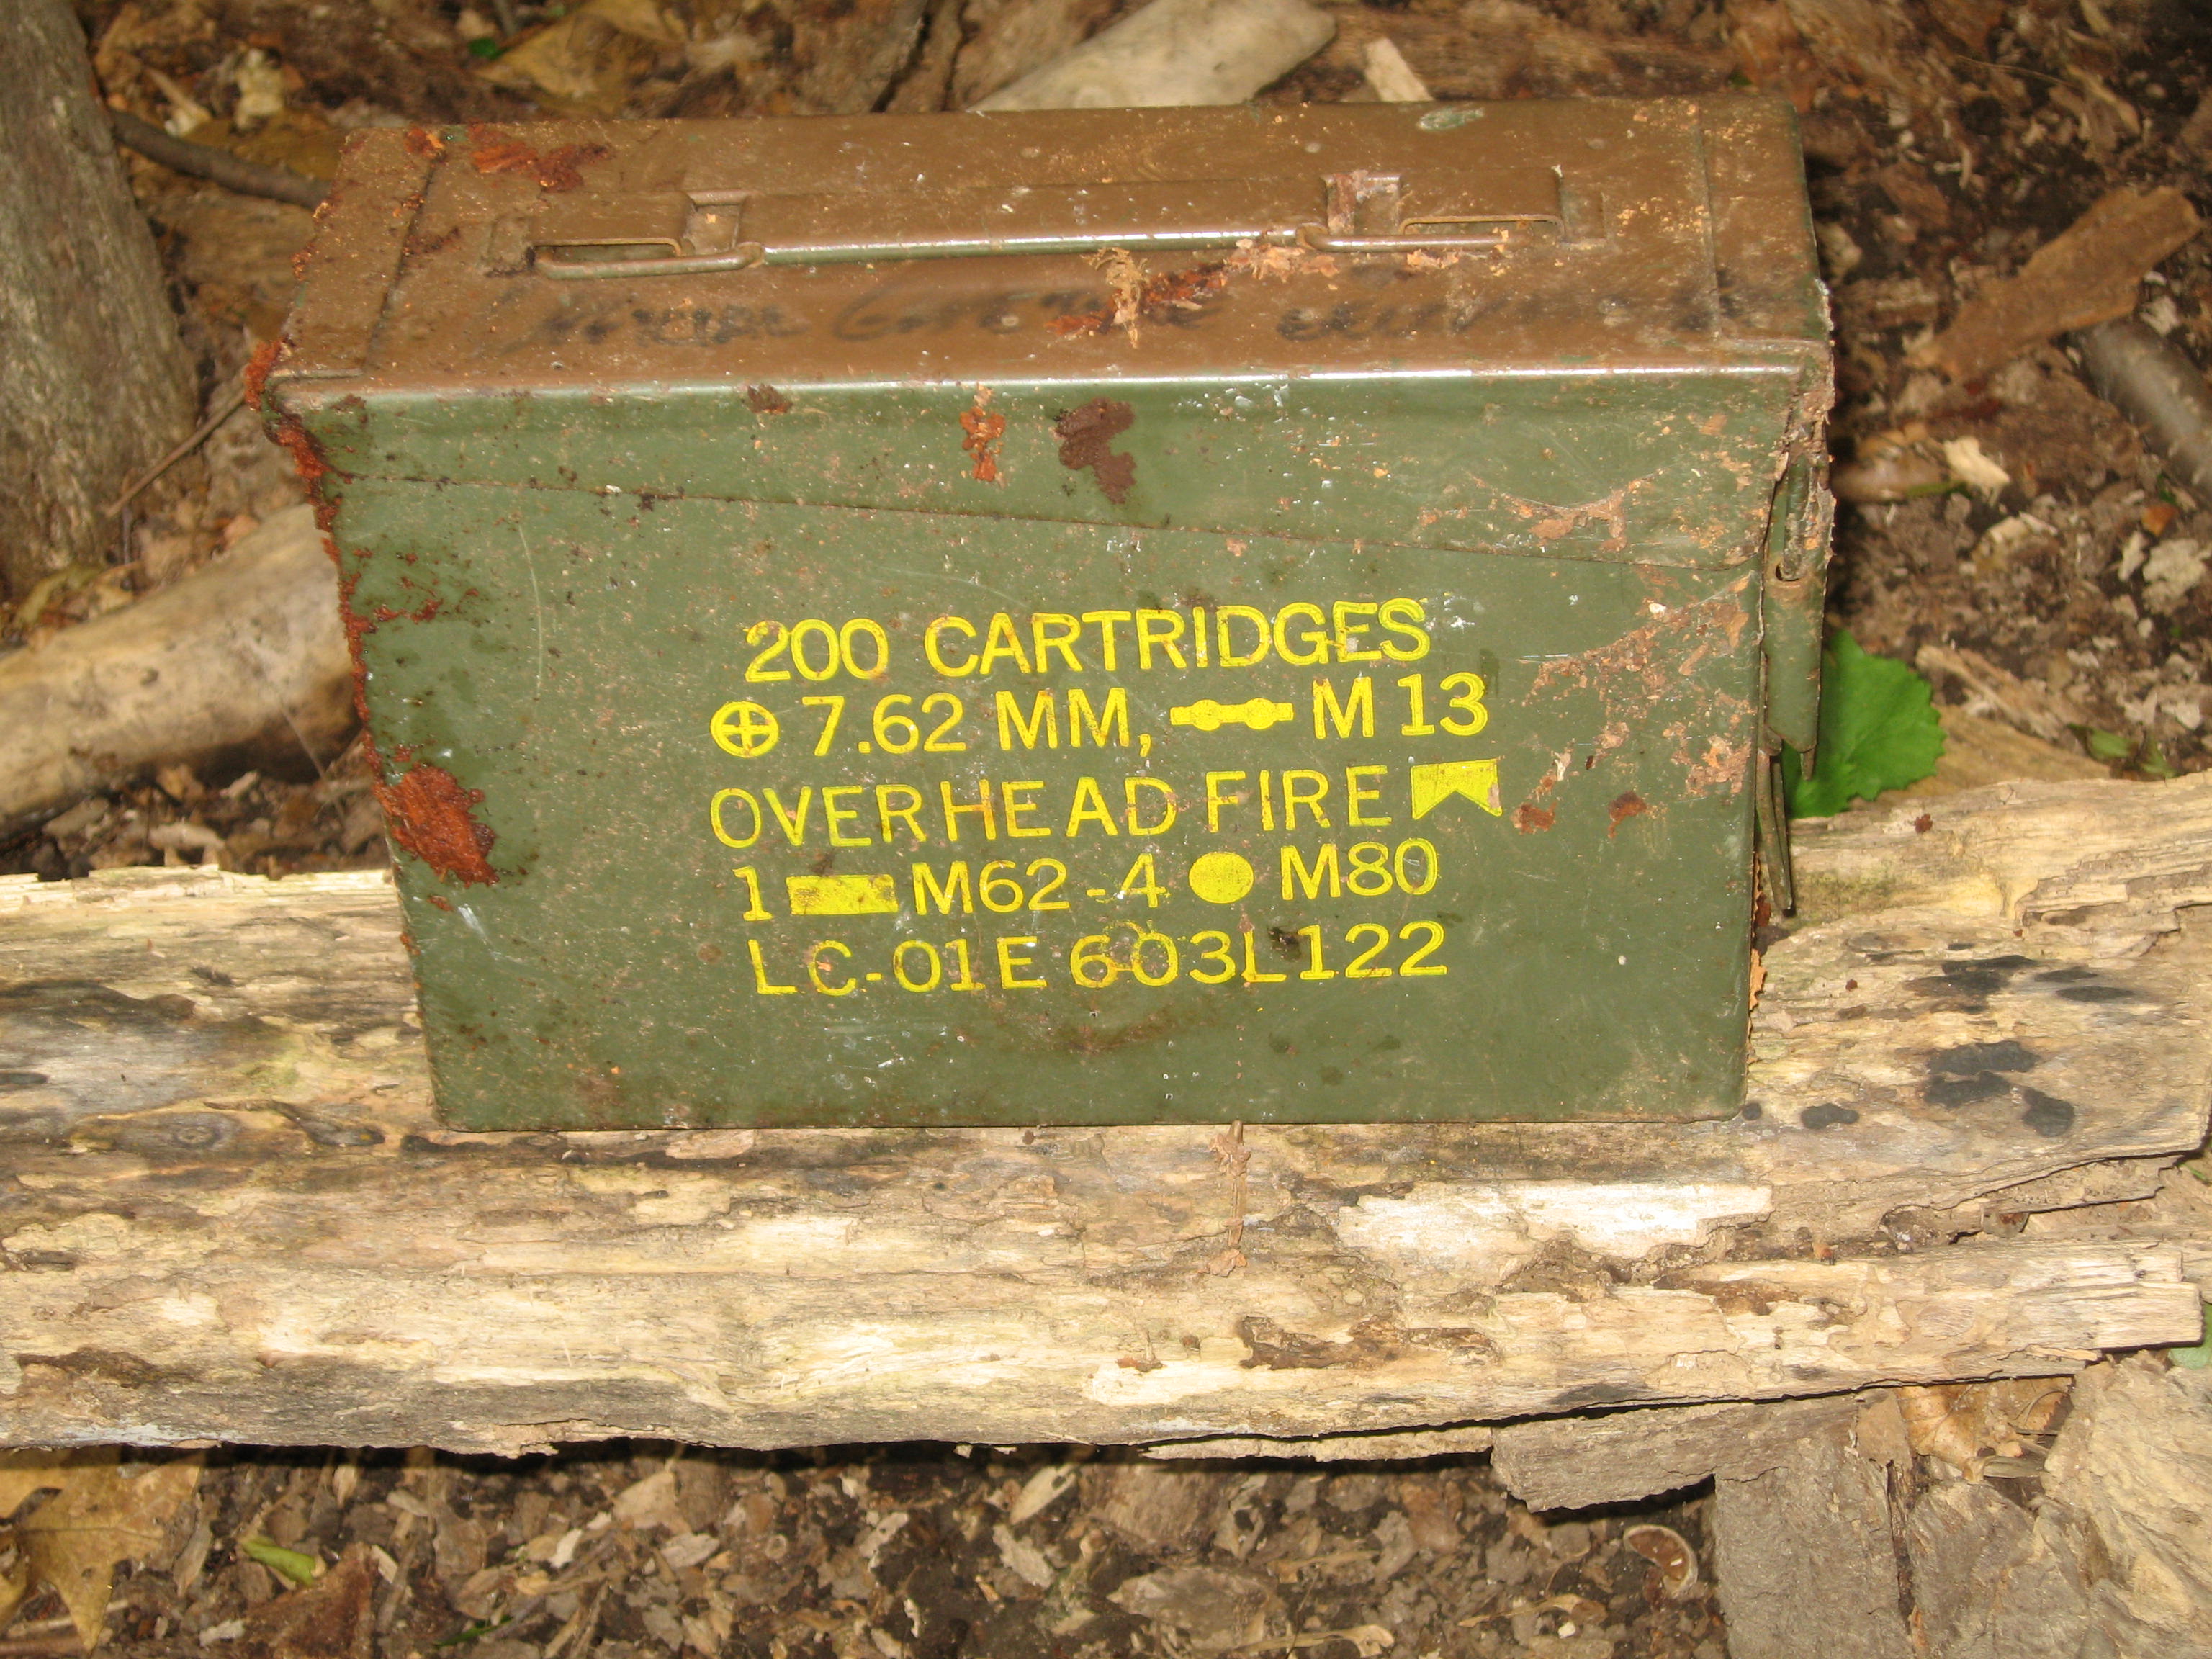 200 CARTRIDGES
7.62 MM, M 13
OVERHEAD FIRE
1 M62-4 M80
LC-01E 603L122